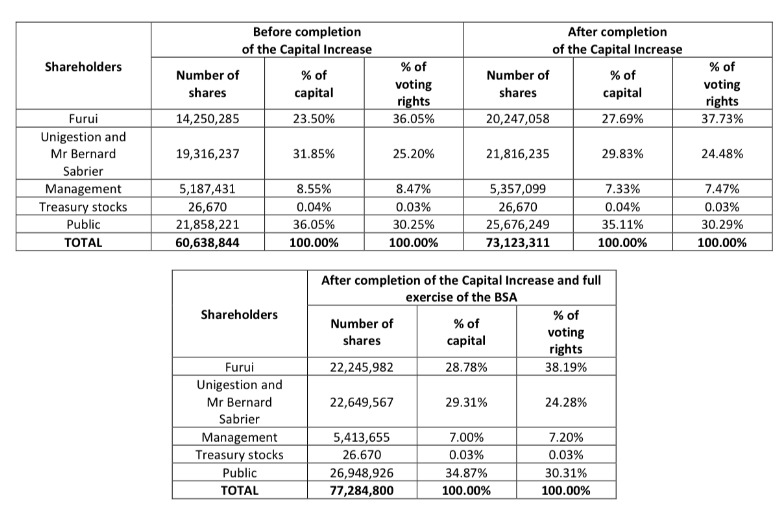 Shareholders
Before completion
of the Capital Increase
After completion
of the Capital Increase
Number of
shares
% of
capital
% of
voting
rights
Number of
shares
% of
capital
% of
voting
rights
Furui 14,250,285 23.50% 36.05% 20,247,058 27.69% 37.73%
Unigestion and
Mr Bernard
Sabrier
19,316,237 31.85% 25.20% 21,816,235 29.83% 24.48%
Management 5,187,431 8.55% 8.47% 5,357,099 7.33% 7.47%
Treasury stocks 26,670 0.04% 0.03% 26,670 0.04% 0.03%
Public 21,858,221 36.05% 30.25% 25,676,249 35.11% 30.29%
TOTAL 60,638,844 100.00% 100.00% 73,123,311 100.00% 100.00%
Shareholders
After completion of the Capital Increase and full
exercise of the BSA
Number of
shares
% of
capital
% of
voting
rights
Furui 22,245,982 28.78% 38.19%
Unigestion and
Mr Bernard
Sabrier
22,649,567 29.31% 24.28%
Management 5,413,655 7.00% 7.20%
Treasury stocks 26.670 0.03% 0.03%
Public 26,948,926 34.87% 30.31%
TOTAL 77,284,800 100.00% 100.00%